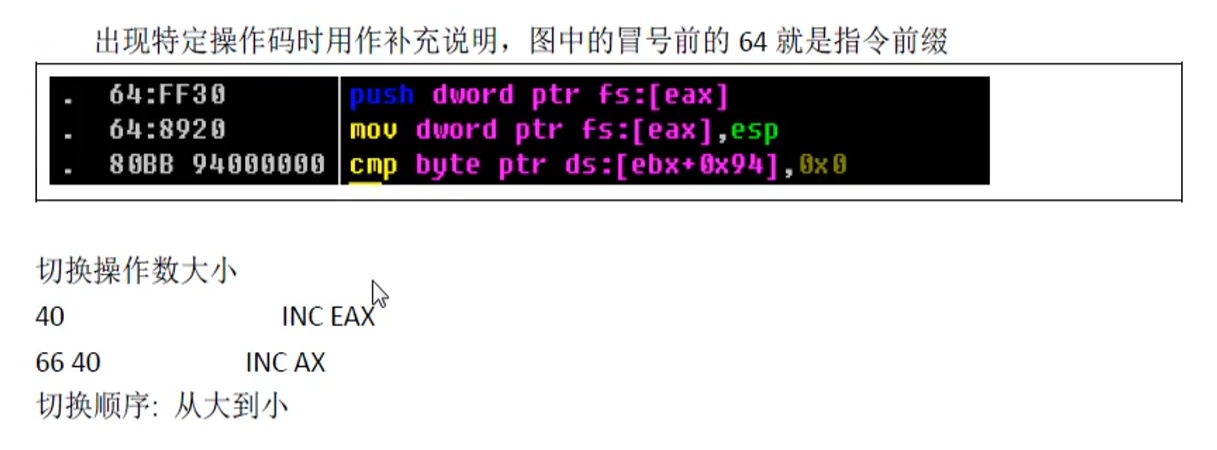 出现特定操作码时用作补充说明，图中的冒号前的 64 就是指令前缀
. 64:FF30 push dword ptr fs:[eax]
. 64:8920 mov dword ptr fs:[eax],esp
. 80BB 94000000 cmp byte ptr ds:[ebx+0x94],0x0
切换操作数大小
40 INC EAX
66 40 INC AX
切换顺序: 从大到小